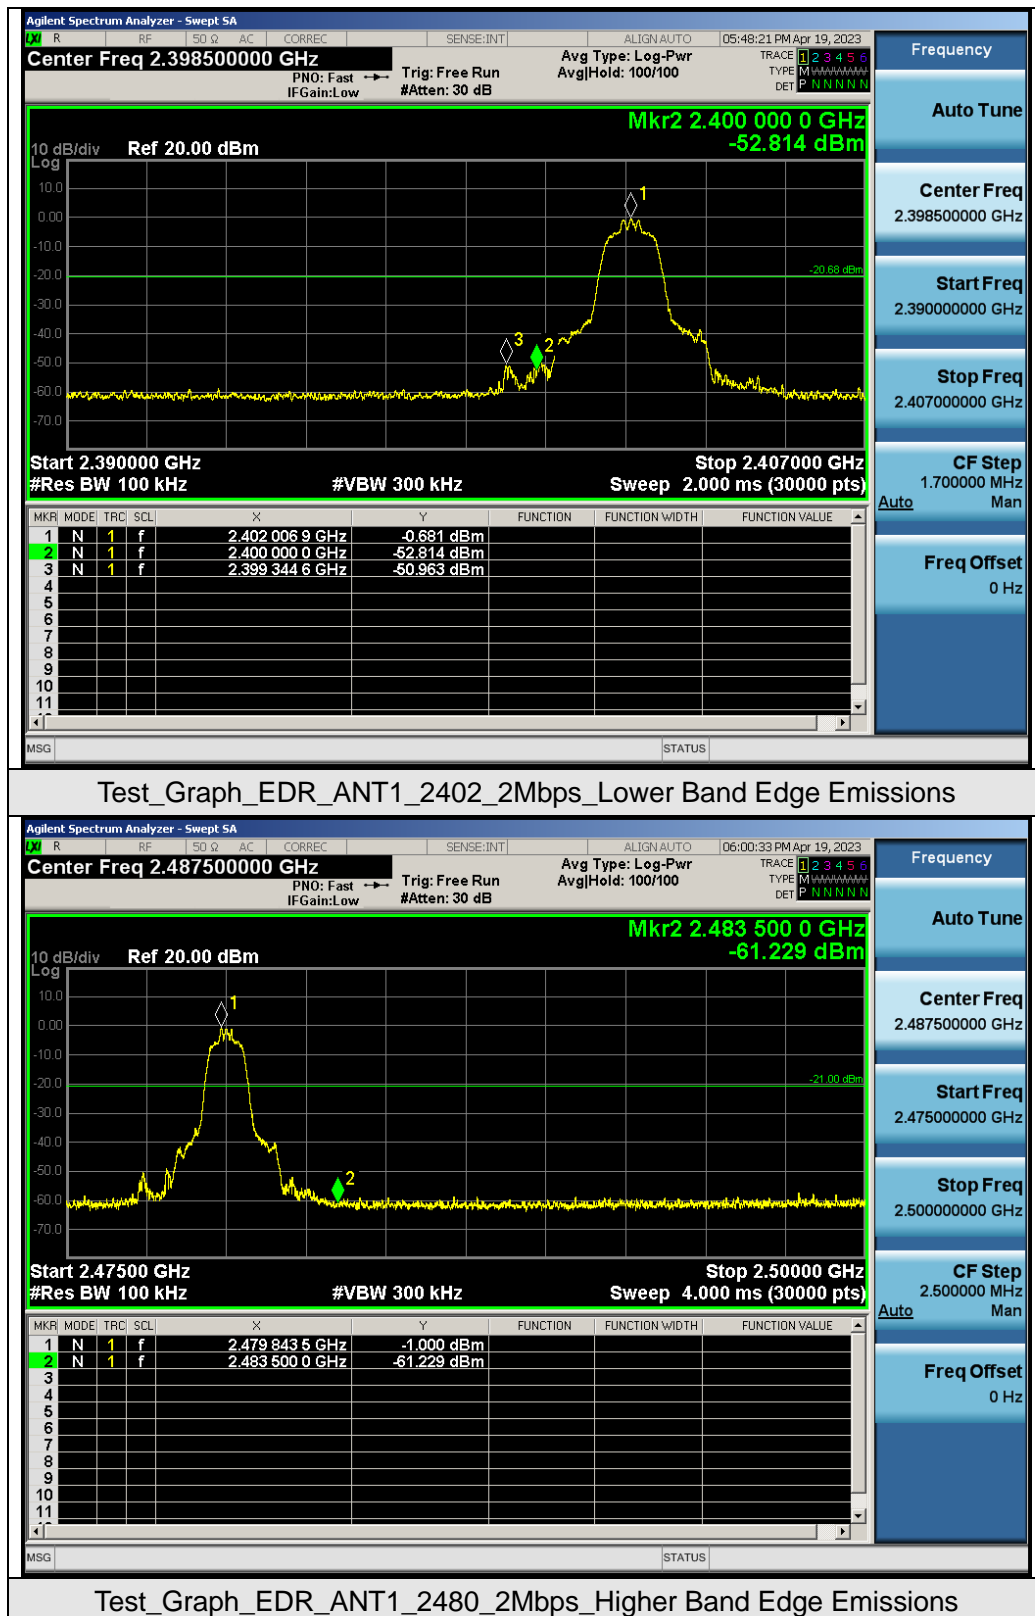 Agilent Spectrum Analyzer - Swept SA
LXI R RF 50 Ω AC CORREC SENSE:INT ALIGN AUTO 05:48:21 PM Apr 19, 2023
Center Freq 2.398500000 GHz Avg Type: Log-Pwr TRACE 1 2 3 4 5 6
PNO: Fast Trig: Free Run Avg|Hold: 100/100 TYPE M WWWWW
IFGain:Low #Atten: 30 dB DET P N N N N N
Frequency
Auto Tune
Center Freq
2.398500000 GHz
Start Freq
2.390000000 GHz
Stop Freq
2.407000000 GHz
CF Step
1.700000 MHz
Auto Man
Freq Offset
0 Hz
Mkr2 2.400 000 0 GHz
-52.814 dBm
10 dB/div Ref 20.00 dBm
Log
10.0
0.00
-10.0
-20.0
-30.0
-40.0
-50.0
-60.0
-70.0
1
-20.68 dBm
3
2
Start 2.390000 GHz Stop 2.407000 GHz
#Res BW 100 kHz #VBW 300 kHz Sweep 2.000 ms (30000 pts)
MKR MODE TRC SCL X Y FUNCTION FUNCTION WIDTH FUNCTION VALUE
1 N 1 f 2.402 006 9 GHz -0.681 dBm
2 N 1 f 2.400 000 0 GHz -52.814 dBm
3 N 1 f 2.399 344 6 GHz -50.963 dBm
4
5
6
7
8
9
10
11
MSG STATUS
Test_Graph_EDR_ANT1_2402_2Mbps_Lower Band Edge Emissions
Agilent Spectrum Analyzer - Swept SA
LXI R RF 50 Ω AC CORREC SENSE:INT ALIGN AUTO 06:00:33 PM Apr 19, 2023
Center Freq 2.487500000 GHz Avg Type: Log-Pwr TRACE 1 2 3 4 5 6
PNO: Fast Trig: Free Run Avg|Hold: 100/100 TYPE M WWWWW
IFGain:Low #Atten: 30 dB DET P N N N N N
Frequency
Auto Tune
Center Freq
2.487500000 GHz
Start Freq
2.475000000 GHz
Stop Freq
2.500000000 GHz
CF Step
2.500000 MHz
Auto Man
Freq Offset
0 Hz
Mkr2 2.483 500 0 GHz
-61.229 dBm
10 dB/div Ref 20.00 dBm
Log
10.0
0.00
-10.0
-20.0
-30.0
-40.0
-50.0
-60.0
-70.0
1
-21.00 dBm
2
Start 2.47500 GHz Stop 2.50000 GHz
#Res BW 100 kHz #VBW 300 kHz Sweep 4.000 ms (30000 pts)
MKR MODE TRC SCL X Y FUNCTION FUNCTION WIDTH FUNCTION VALUE
1 N 1 f 2.479 843 5 GHz -1.000 dBm
2 N 1 f 2.483 500 0 GHz -61.229 dBm
3
4
5
6
7
8
9
10
11
MSG STATUS
Test_Graph_EDR_ANT1_2480_2Mbps_Higher Band Edge Emissions